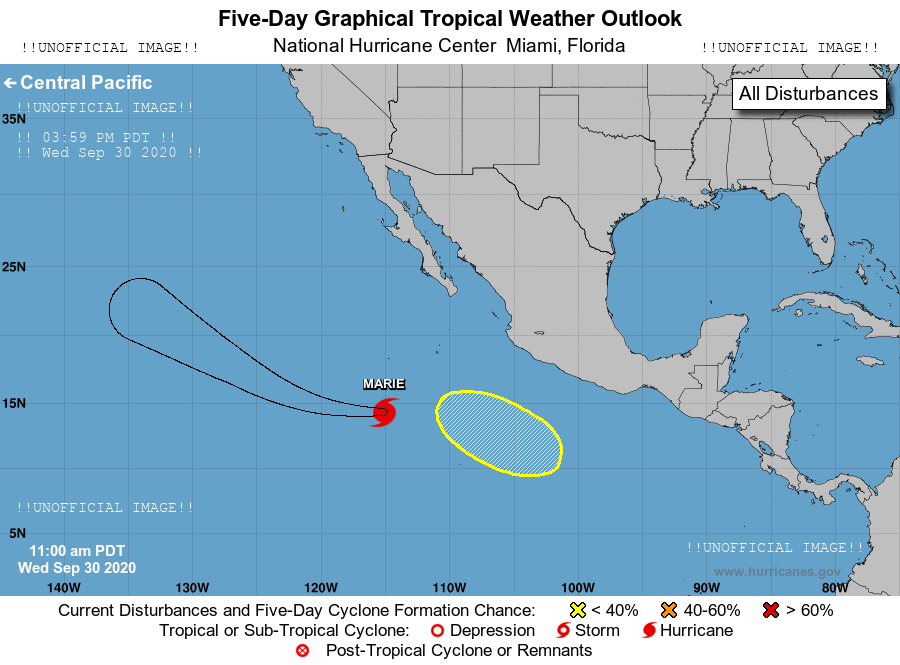 Five-Day Graphical Tropical Weather Outlook
!!UNOFFICIAL IMAGE!! National Hurricane Center Miami, Florida !!UNOFFICIAL IMAGE!!
Central Pacific
All Disturbances
!!UNOFFICIAL IMAGE!!
35N
!! 03:59 PM PDT !!
!! Wed Sep 30 2020 !!
25N
MARIE
15N
!!UNOFFICIAL IMAGE!!
5N
!!UNOFFICIAL IMAGE!!
11:00 am PDT
Wed Sep 30 2020
www.hurricanes.gov
140W 130W 120W 110W 100W 90W 80W
Current Disturbances and Five-Day Cyclone Formation Chance: < 40% 40-60% > 60%
Tropical or Sub-Tropical Cyclone: Depression Storm Hurricane
Post-Tropical Cyclone or Remnants